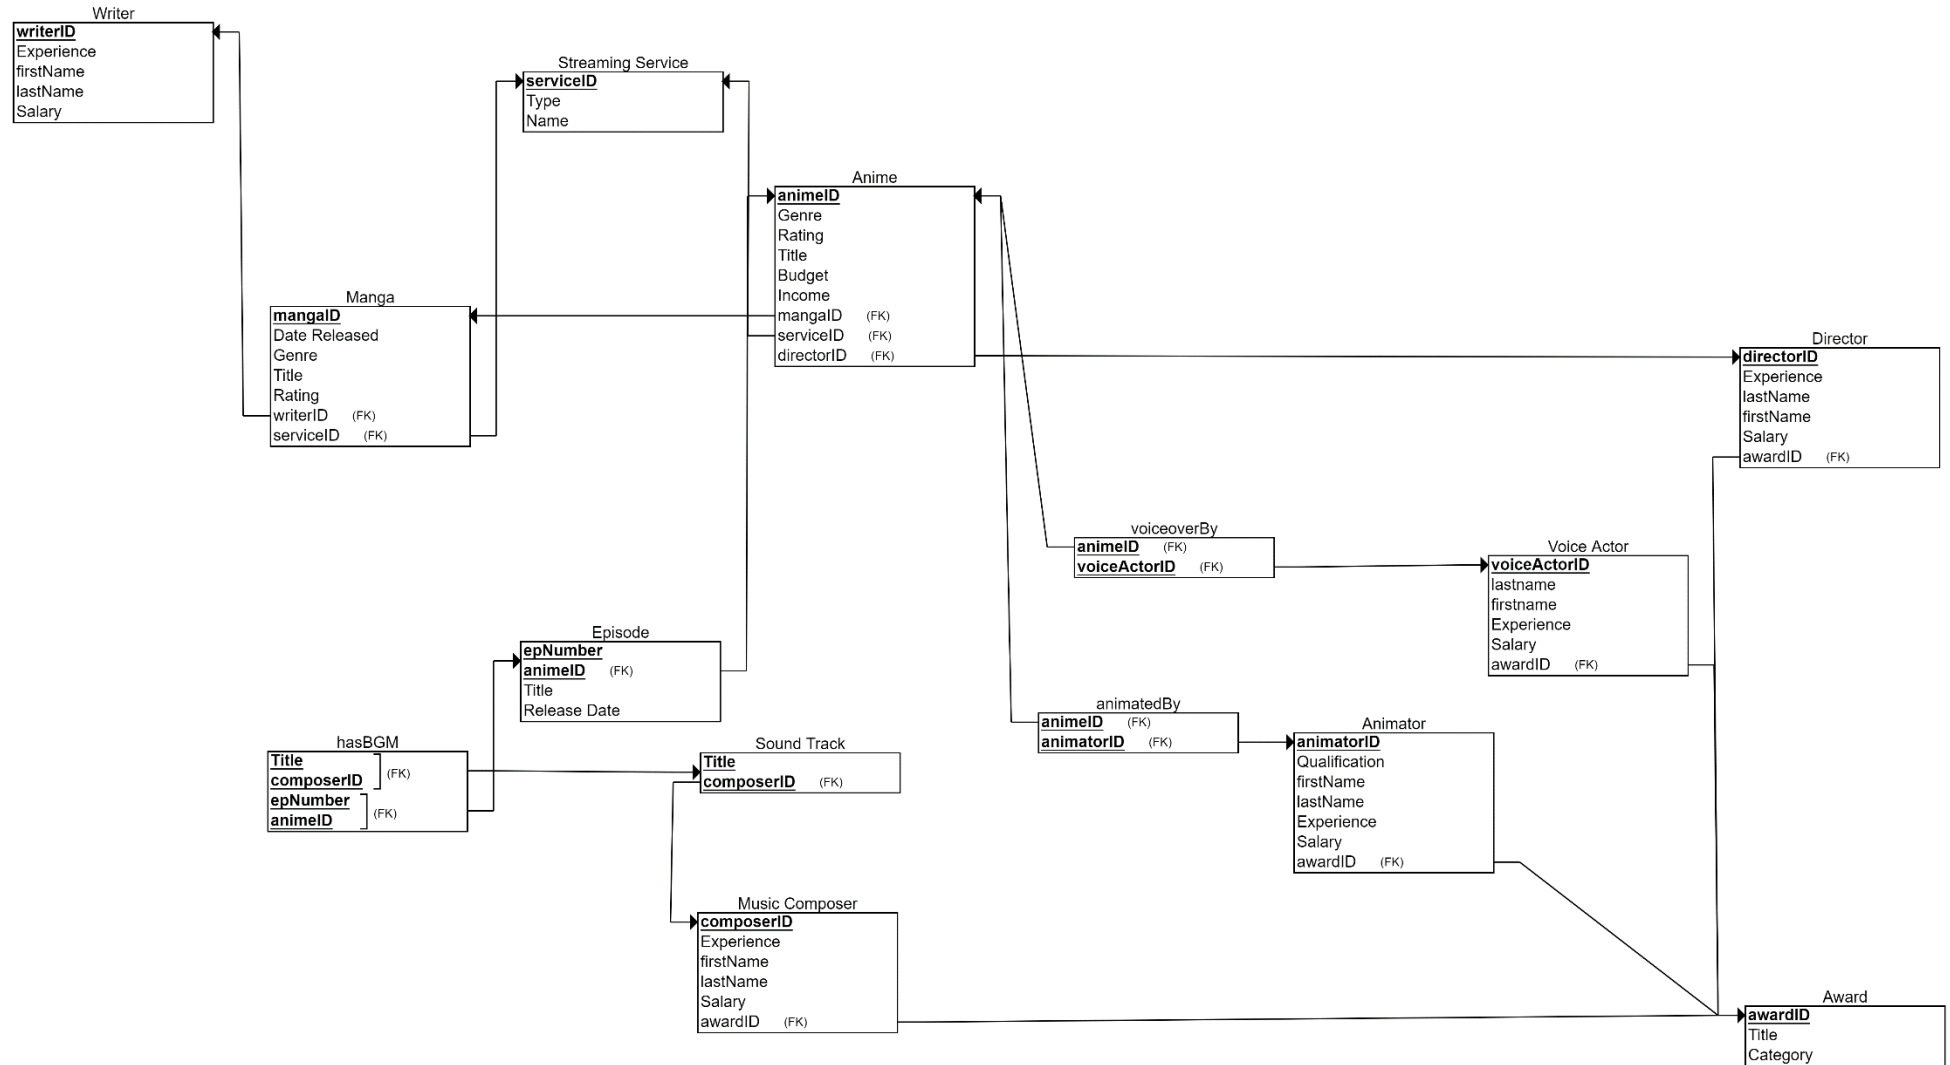 Writer
writerID
Experience
firstName
lastName
Salary
Streaming Service
serviceID
Type
Name
Anime
animeID
Genre
Rating
Title
Budget
Income
mangaID (FK)
serviceID (FK)
directorID (FK)
Manga
mangaID
Date Released
Genre
Title
Rating
writerID (FK)
serviceID (FK)
Director
directorID
Experience
lastName
firstName
Salary
awardID (FK)
voiceoverBy
animeID (FK)
voiceActorID (FK)
Voice Actor
voiceActorID
lastname
firstname
Experience
Salary
awardID (FK)
Episode
epNumber
animeID (FK)
Title
Release Date
animatedBy
animeID (FK)
animatorID (FK)
Animator
animatorID
Qualification
firstName
lastName
Experience
Salary
awardID (FK)
hasBGM
Title
composerID (FK)
epNumber
animeID (FK)
Sound Track
Title
composerID (FK)
Music Composer
composerID
Experience
firstName
lastName
Salary
awardID (FK)
Award
awardID
Title
Category